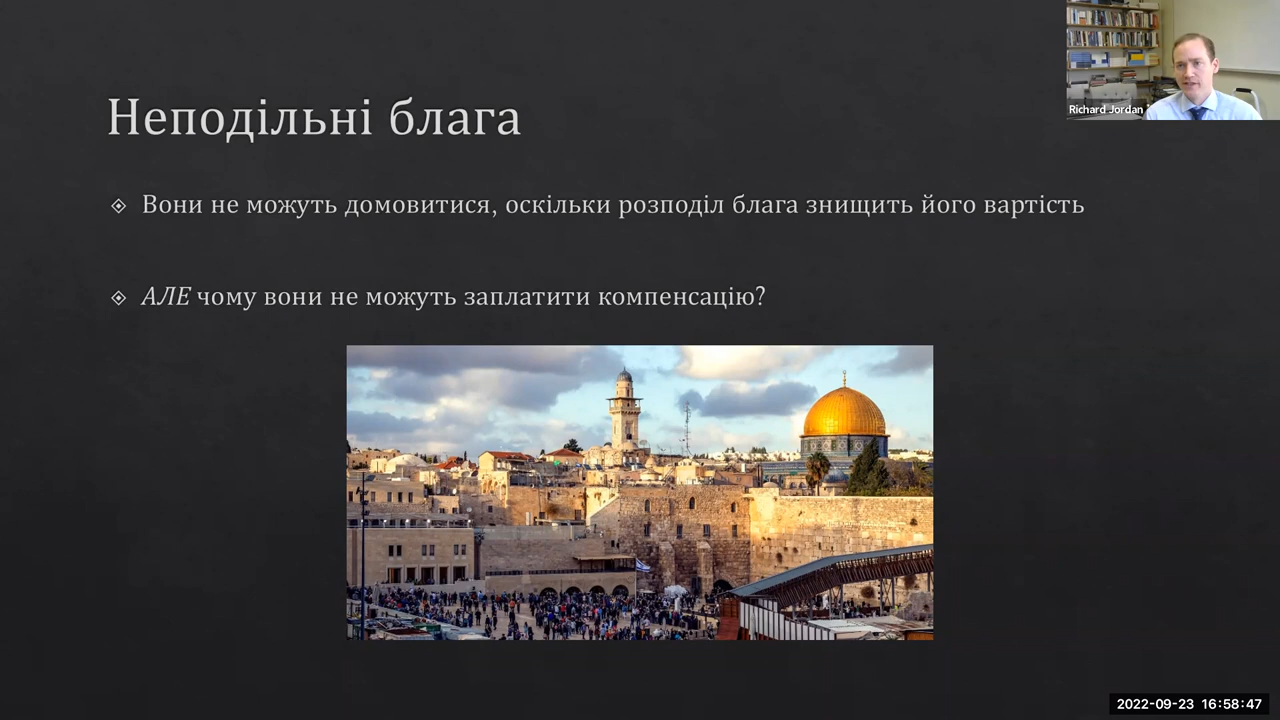 Неподільні блага
Вони не можуть домовитися, оскільки розподіл блага знищить його вартість
АЛЕ чому вони не можуть заплатити компенсацію?
Richard Jordan
2022-09-23 16:58:47